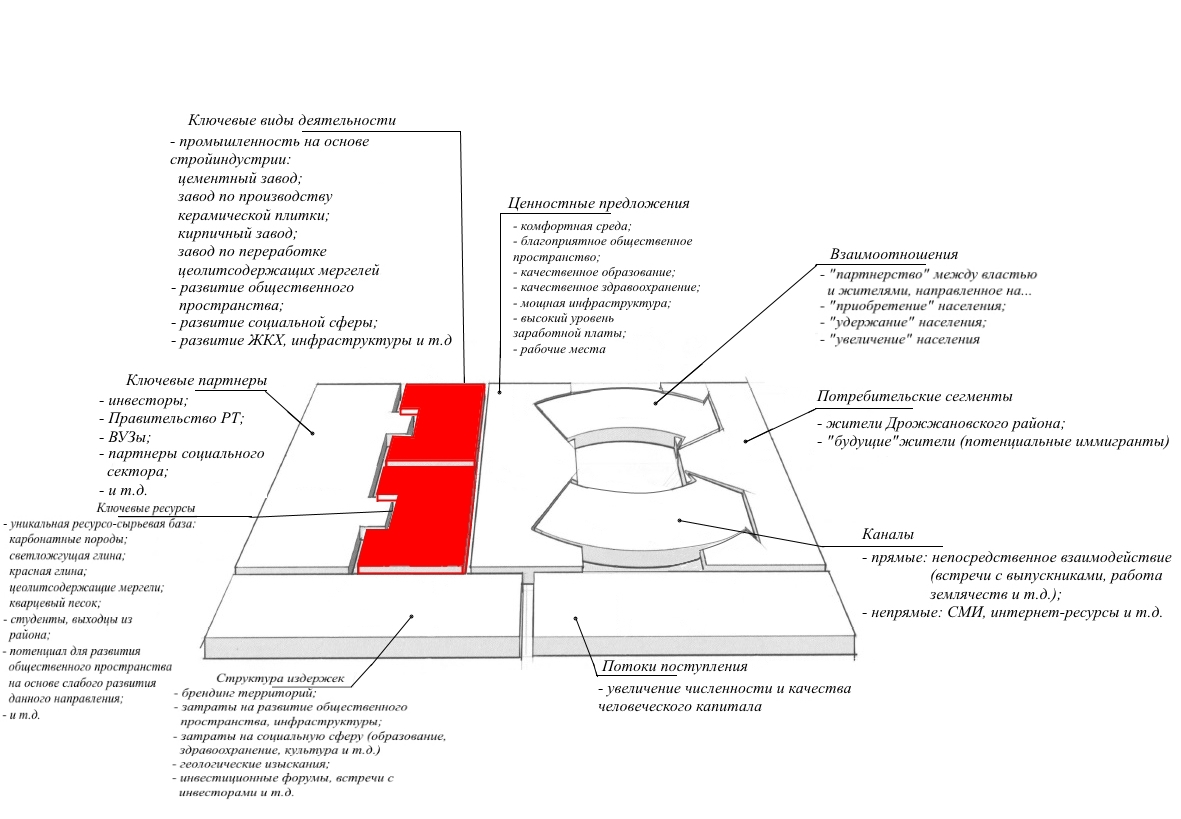 Ключевые виды деятельности
- промышленность на основе
стройиндустрии:
цементный завод;
завод по производству
керамической плитки;
кирпичный завод;
завод по переработке
цеолитсодержащих мергелей
- развитие общественного
пространства;
- развитие социальной сферы;
- развитие ЖКХ, инфраструктуры и т.д
Ценностные предложения
- комфортная среда;
- благоприятное общественное
пространство;
- качественное образование;
- качественное здравоохранение;
- мощная инфраструктура;
- высокий уровень
заработной платы;
- рабочие места
Взаимоотношения
- "партнерство" между властью
и жителями, направленное на...
- "приобретение" населения;
- "удержание" населения;
- "увеличение" населения
Ключевые партнеры
- инвесторы;
- Правительство РТ;
- ВУЗы;
- партнеры социального
сектора;
- и т.д.
Потребительские сегменты
- жители Дрожжановского района;
- "будущие"жители (потенциальные иммигранты)
Ключевые ресурсы
- уникальная ресурсо-сырьевая база:
карбонатные породы;
светложгущая глина;
красная глина;
цеолитсодержащие мергели;
кварцевый песок;
- студенты, выходцы из
района;
- потенциал для развития
общественного пространства
на основе слабого развития
данного направления;
- и т.д.
Каналы
- прямые: непосредственное взаимодействие
(встречи с выпускниками, работа
землячеств и т.д.);
- непрямые: СМИ, интернет-ресурсы и т.д.
Структура издержек
- брендинг территорий;
- затраты на развитие общественного
пространства, инфраструктуры;
- затраты на социальную сферу (образование,
здравоохранение, культура и т.д.)
- геологические изыскания;
- инвестиционные форумы, встречи с
инвесторами и т.д.
Потоки поступления
- увеличение численности и качества
человеческого капитала